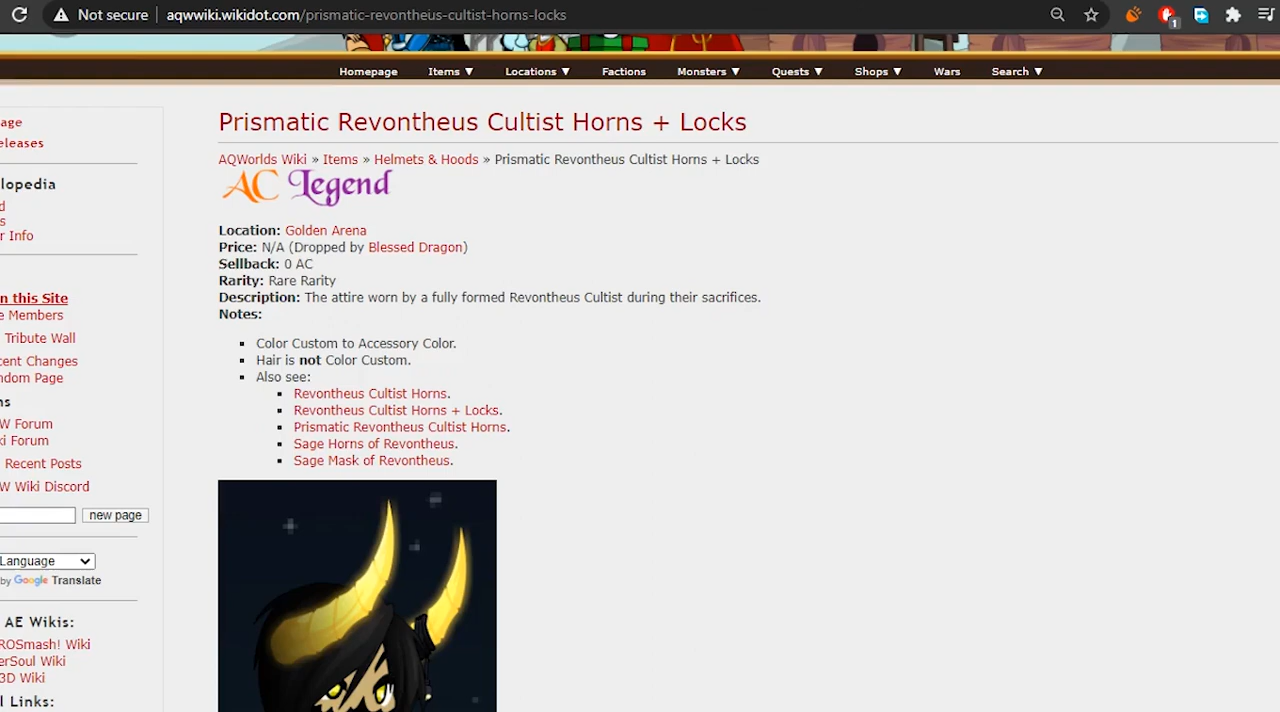 Not secure aqwwiki.wikidot.com/prismatic-revontheus-cultist-horns-locks
1
Homepage Items ▼ Locations ▼ Factions Monsters ▼ Quests ▼ Shops ▼ Wars Search ▼
age
eleases
lopedia
d
s
r Info
n this Site
e Members
Tribute Wall
cent Changes
ndom Page
ns
W Forum
ki Forum
Recent Posts
W Wiki Discord
new page
Language
by Google Translate
AE Wikis:
ROSmash! Wiki
erSoul Wiki
3D Wiki
l Links:
Prismatic Revontheus Cultist Horns + Locks
AQWorlds Wiki » Items » Helmets & Hoods » Prismatic Revontheus Cultist Horns + Locks
AC Legend
Location: Golden Arena
Price: N/A (Dropped by Blessed Dragon)
Sellback: 0 AC
Rarity: Rare Rarity
Description: The attire worn by a fully formed Revontheus Cultist during their sacrifices.
Notes:
Color Custom to Accessory Color.
Hair is not Color Custom.
Also see:
Revontheus Cultist Horns.
Revontheus Cultist Horns + Locks.
Prismatic Revontheus Cultist Horns.
Sage Horns of Revontheus.
Sage Mask of Revontheus.